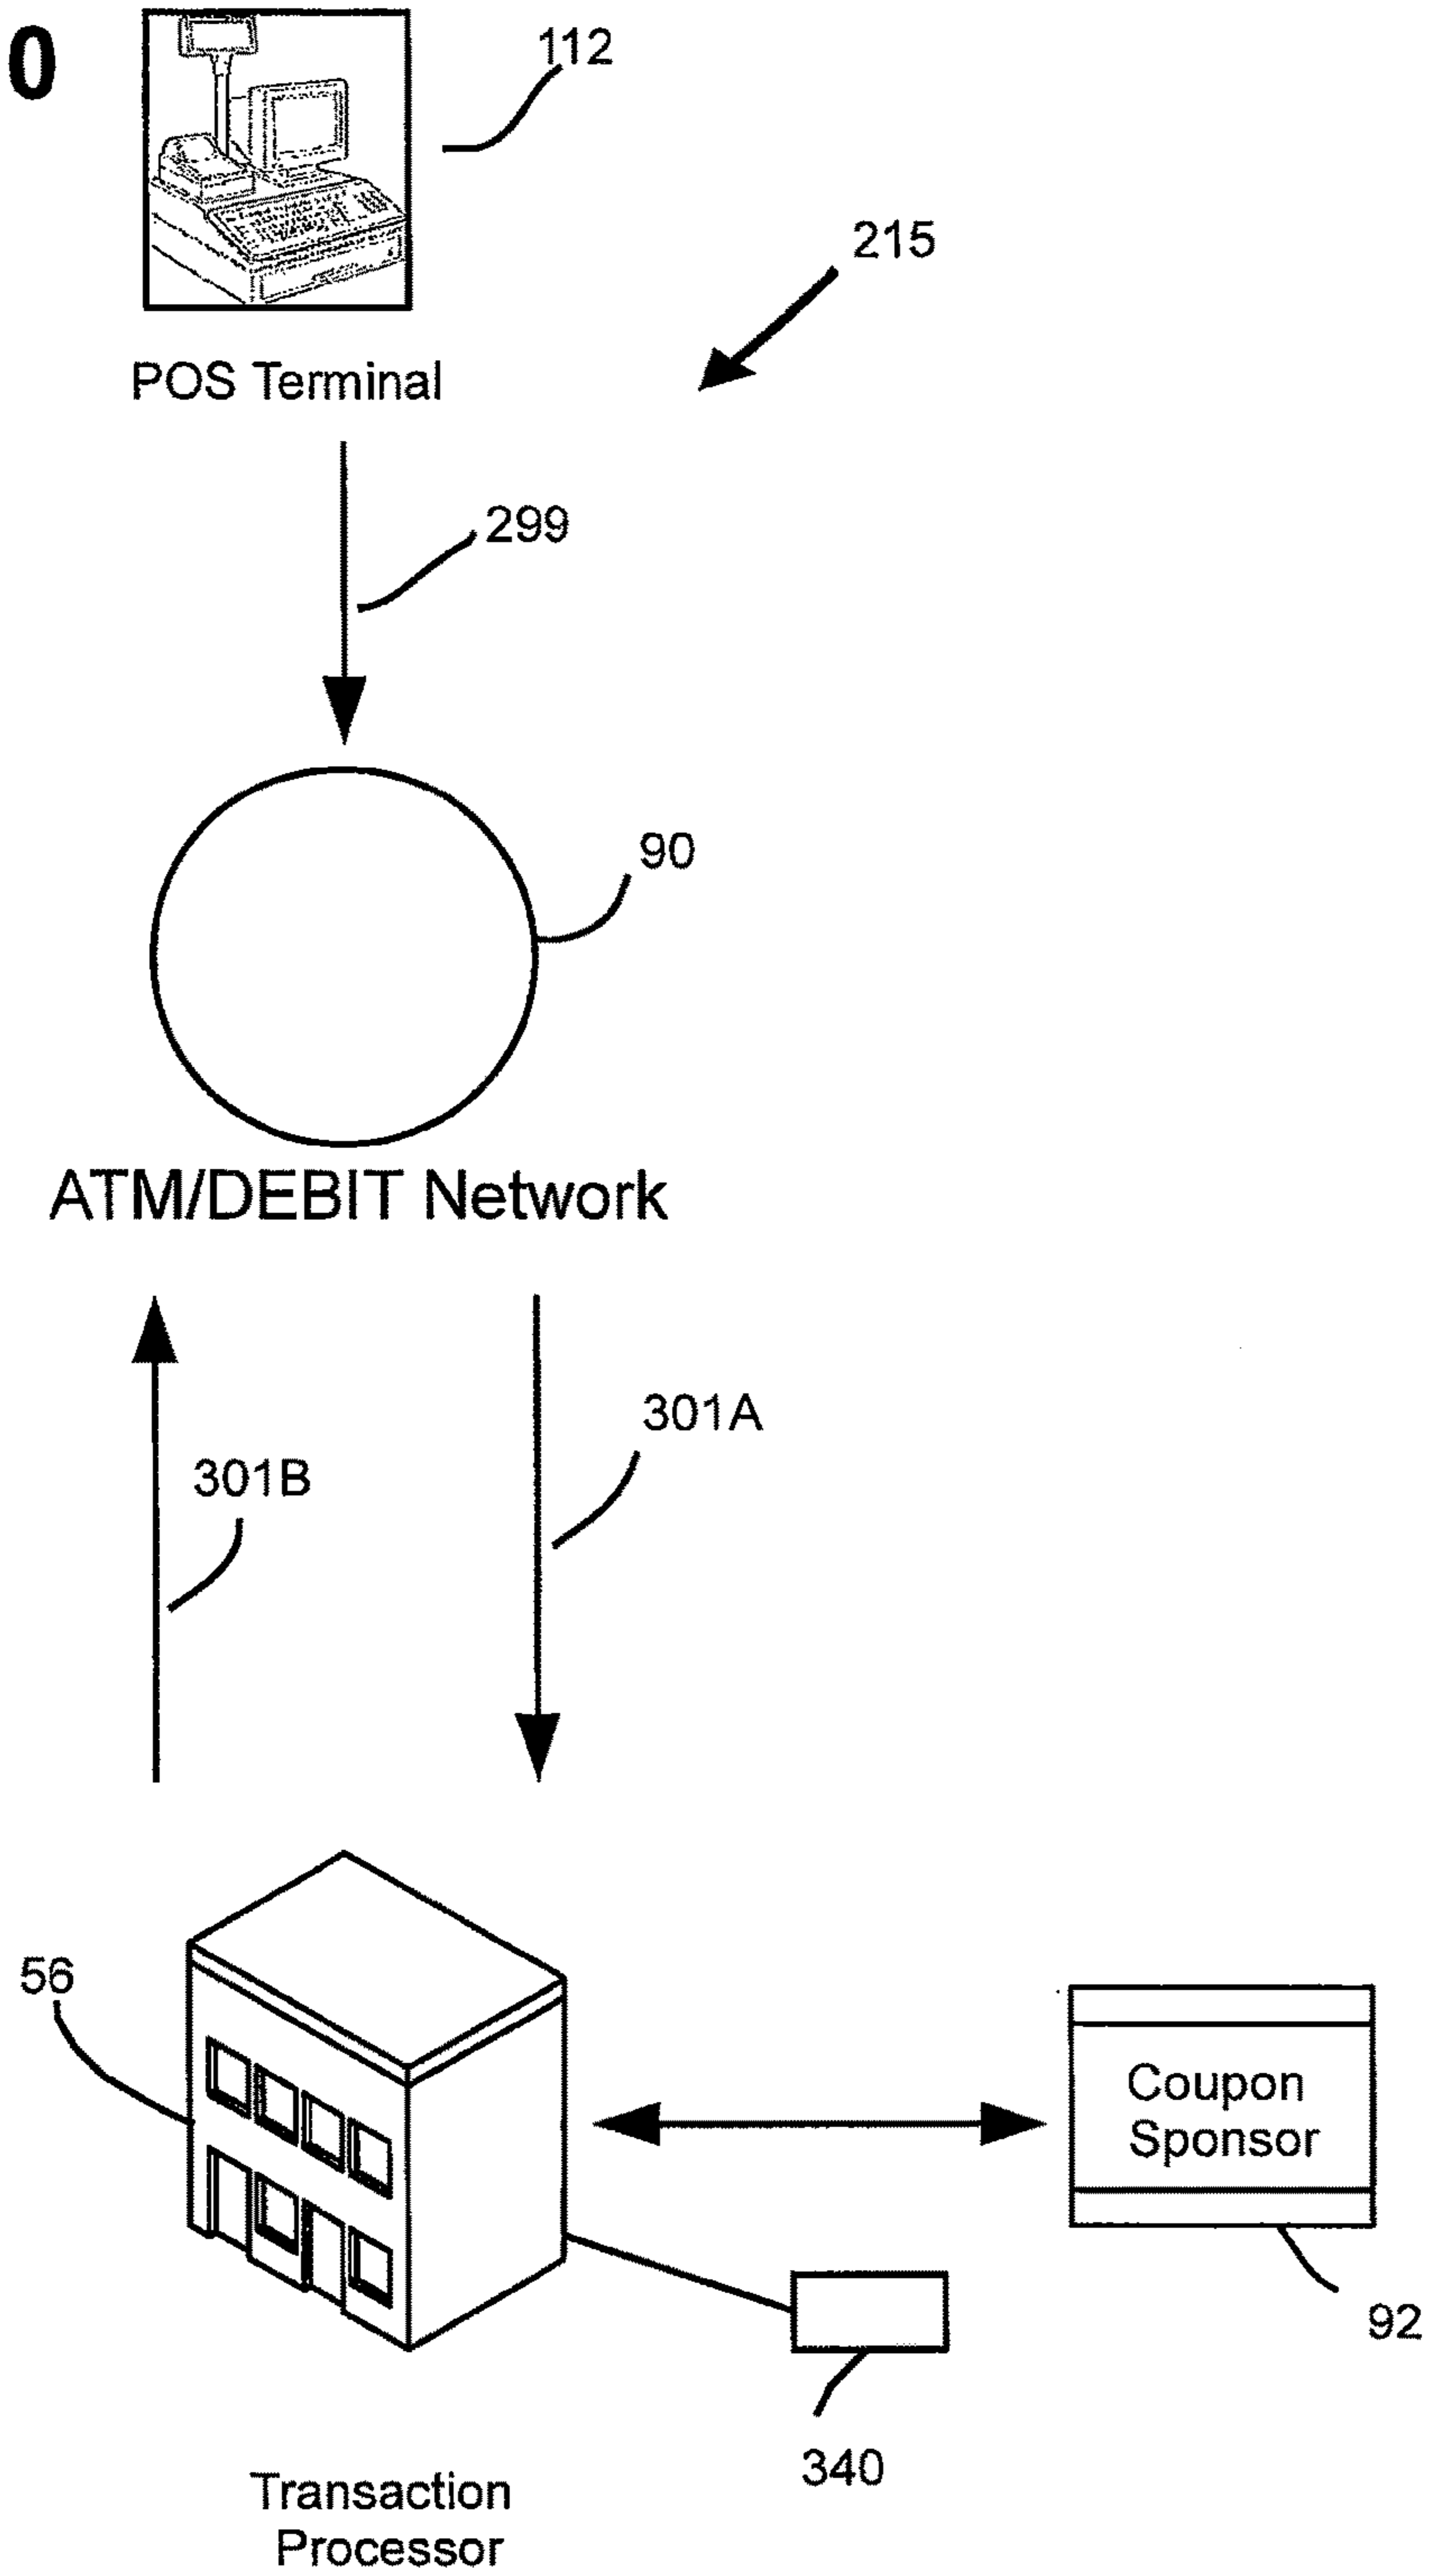 0
112
215
POS Terminal
299
90
ATM/DEBIT Network
301A
301B
56
Coupon
Sponsor
92
340
Transaction
Processor